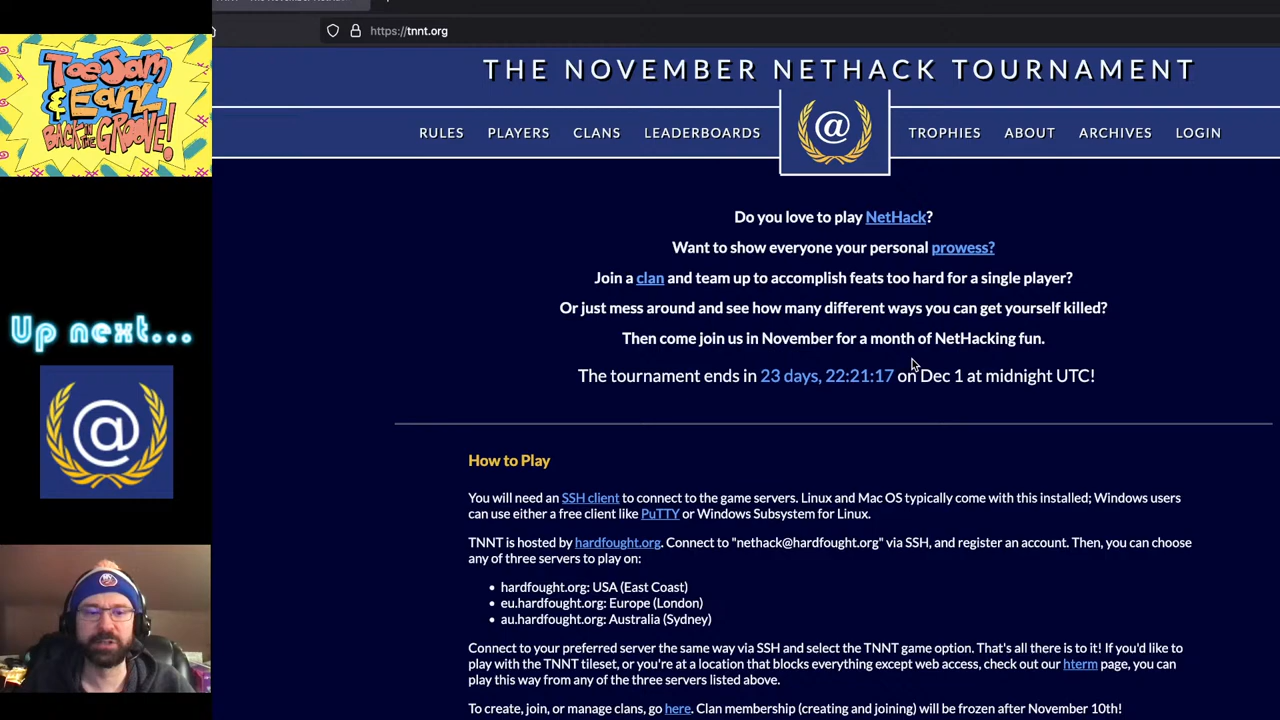 https://tnnt.org
THE NOVEMBER NETHACK TOURNAMENT
RULES PLAYERS CLANS LEADERBOARDS @ TROPHIES ABOUT ARCHIVES LOGIN
ToeJam
& Earl
BACK IN THE GROOVE!
Do you love to play NetHack?
Want to show everyone your personal prowess?
Join a clan and team up to accomplish feats too hard for a single player?
Or just mess around and see how many different ways you can get yourself killed?
Then come join us in November for a month of NetHacking fun.
The tournament ends in 23 days, 22:21:17 on Dec 1 at midnight UTC!
Up next...
@
How to Play
You will need an SSH client to connect to the game servers. Linux and Mac OS typically come with this installed; Windows users
can use either a free client like PuTTY or Windows Subsystem for Linux.
TNNT is hosted by hardfought.org. Connect to "nethack@hardfought.org" via SSH, and register an account. Then, you can choose
any of three servers to play on:
• hardfought.org: USA (East Coast)
• eu.hardfought.org: Europe (London)
• au.hardfought.org: Australia (Sydney)
Connect to your preferred server the same way via SSH and select the TNNT game option. That's all there is to it! If you'd like to
play with the TNNT tileset, or you're at a location that blocks everything except web access, check out our hterm page, you can
play this way from any of the three servers listed above.
To create, join, or manage clans, go here. Clan membership (creating and joining) will be frozen after November 10th!